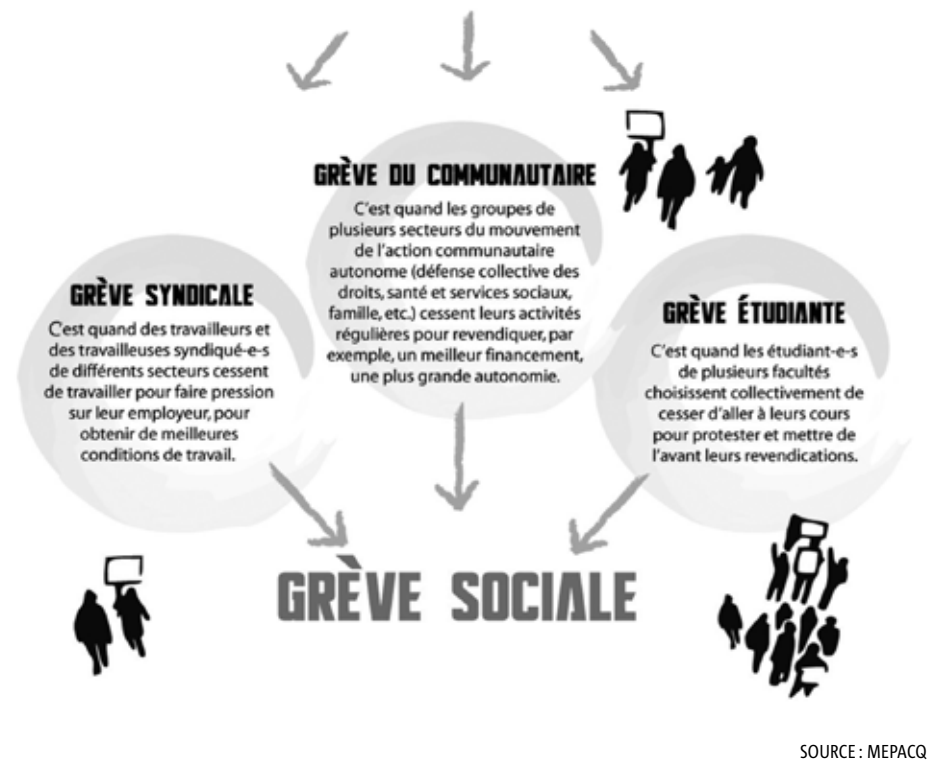 GRÈVE DU COMMUNAUTAIRE
C'est quand les groupes de
plusieurs secteurs du mouvement
de l'action communautaire
autonome (défense collective des
droits, santé et services sociaux,
famille, etc.) cessent leurs activités
régulières pour revendiquer, par
exemple, un meilleur financement,
une plus grande autonomie.
GRÈVE SYNDICALE
C'est quand des travailleurs et
des travailleuses syndiqué-e-s
de différents secteurs cessent
de travailler pour faire pression
sur leur employeur, pour
obtenir de meilleures
conditions de travail.
GRÈVE ÉTUDIANTE
C'est quand les étudiant-e-s
de plusieurs facultés
choisissent collectivement de
cesser d'aller à leurs cours
pour protester et mettre de
l'avant leurs revendications.
GRÈVE SOCIALE
SOURCE : MEPACQ